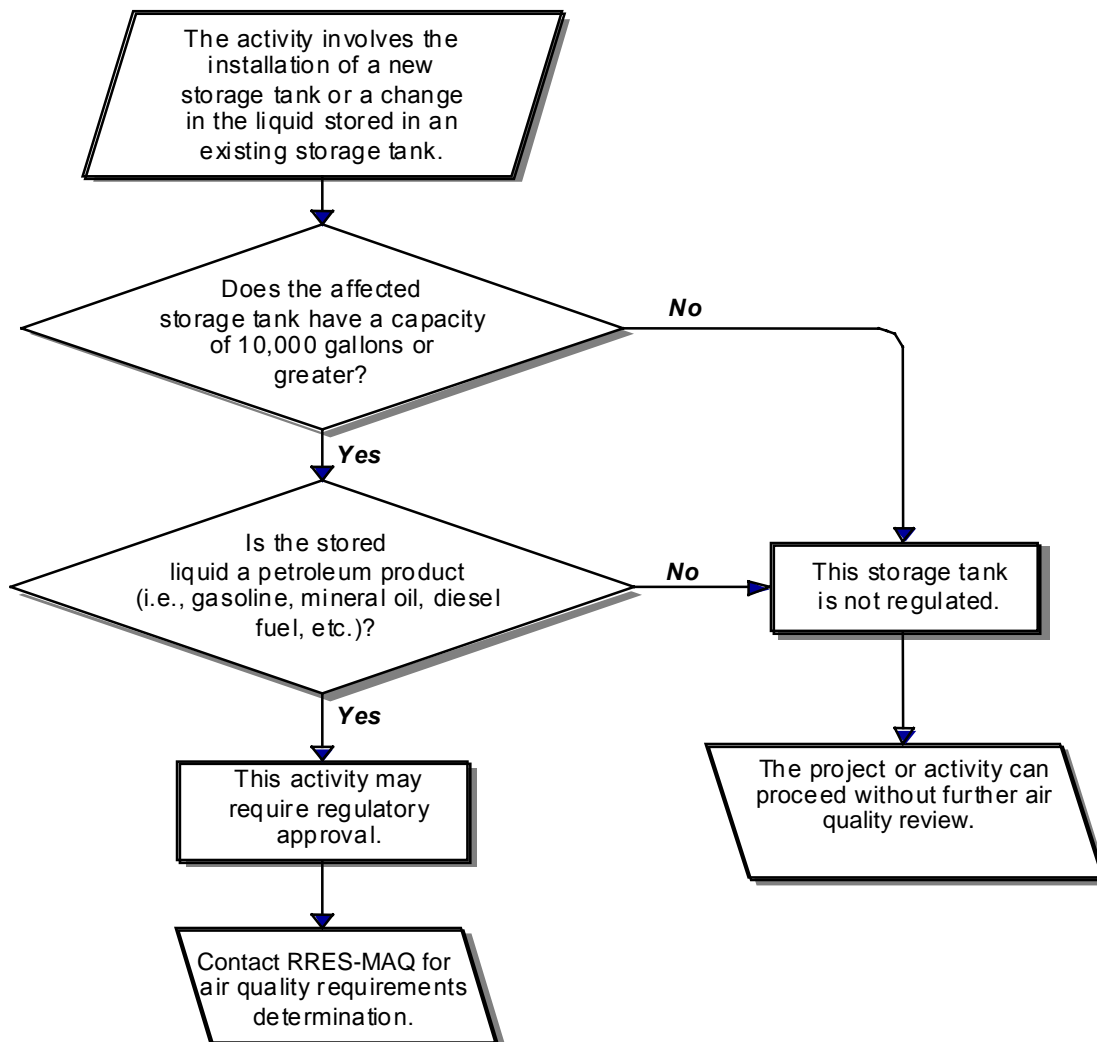 The activity involves the
installation of a new
storage tank or a change
in the liquid stored in an
existing storage tank.
Does the affected
storage tank have a capacity
of 10,000 gallons or
greater?
No
Yes
Is the stored
liquid a petroleum product
(i.e., gasoline, mineral oil, diesel
fuel, etc.)?
No
This storage tank
is not regulated.
Yes
This activity may
require regulatory
approval.
The project or activity can
proceed without further air
quality review.
Contact RRES-MAQ for
air quality requirements
determination.